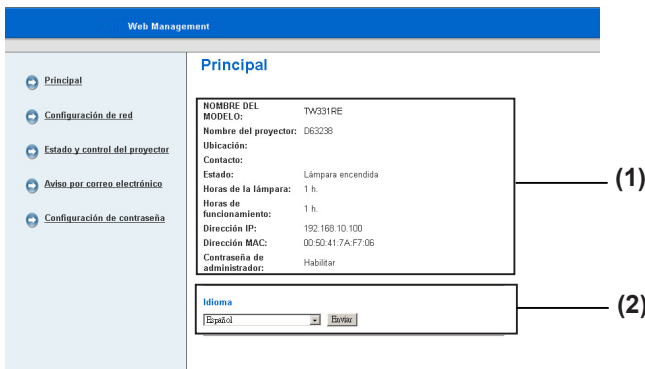 Web Management
Principal
Principal
Configuración de red
Estado y control del proyector
Aviso por correo electrónico
Configuración de contraseña
NOMBRE DEL
MODELO: TW331RE
Nombre del proyector: D63238
Ubicación:
Contacto:
Estado: Lámpara encendida
Horas de la lámpara: 1 h.
Horas de
funcionamiento: 1 h.
Dirección IP: 192.168.10.100
Dirección MAC: 00:50:41:7A:F7:06
Contraseña de
administrador: Habilitar
(1)
Idioma
Español Enviar
(2)